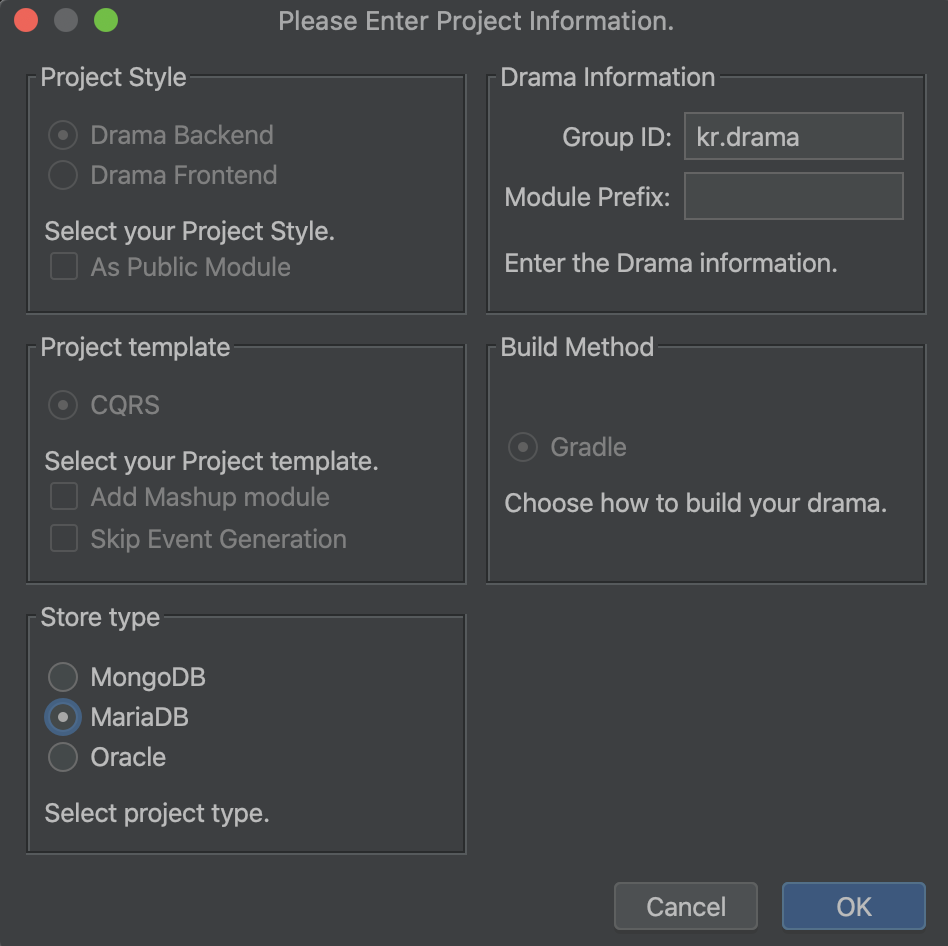 Please Enter Project Information.
Project Style
Drama Backend
Drama Frontend
Select your Project Style.
As Public Module
Drama Information
Group ID: kr.drama
Module Prefix:
Enter the Drama information.
Project template
CQRS
Select your Project template.
Add Mashup module
Skip Event Generation
Build Method
Gradle
Choose how to build your drama.
Store type
MongoDB
MariaDB
Oracle
Select project type.
Cancel
OK